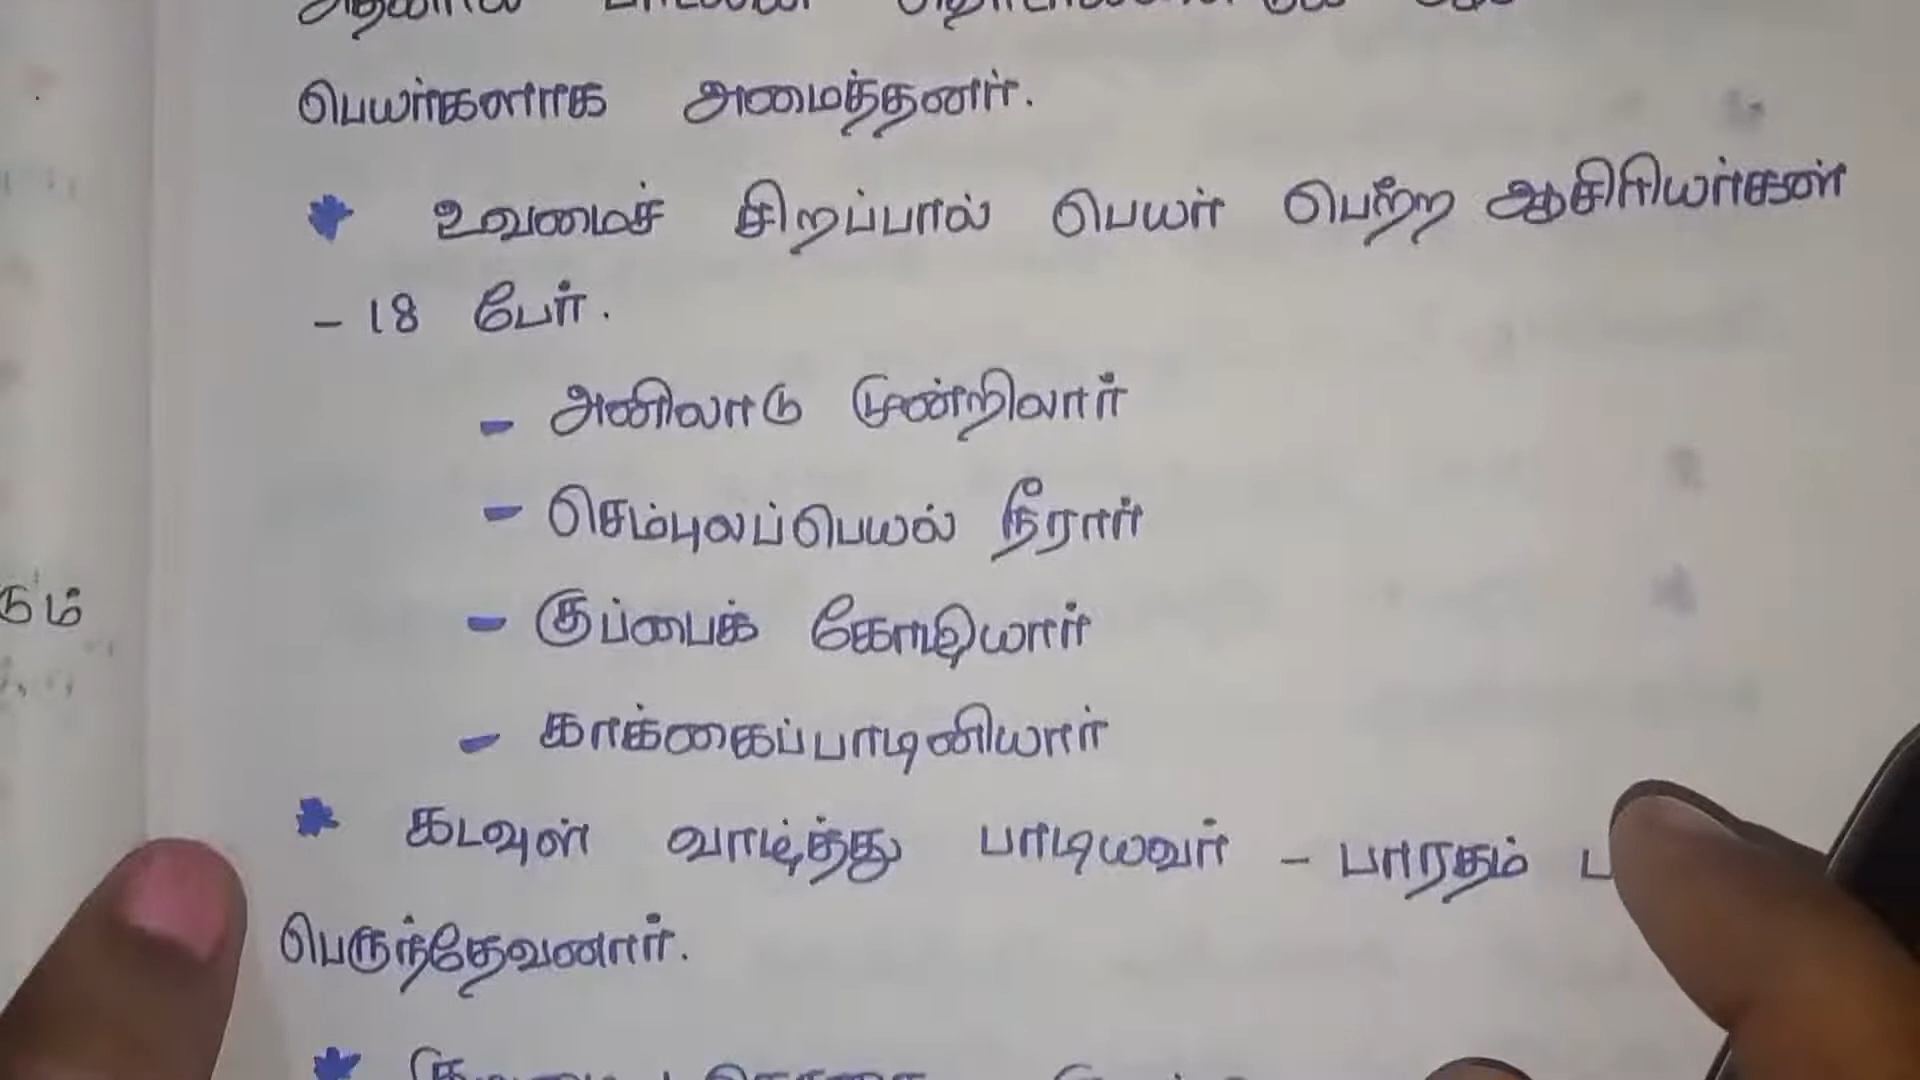 பெயர்களாக அமைத்தனர்.
* உவமைச் சிறப்பால் பெயர் பெற்ற ஆசிரியர்கள்
- 18 பேர்.
- அணிலாடு முன்றிலார்
- செம்புலப்பெயல் நீரார்
- குப்பைக் கோழியார்
- காக்கைப்பாடினியார்
* கடவுள் வாழ்த்து பாடியவர் - பாரதம்
பெருந்தேவனார்.